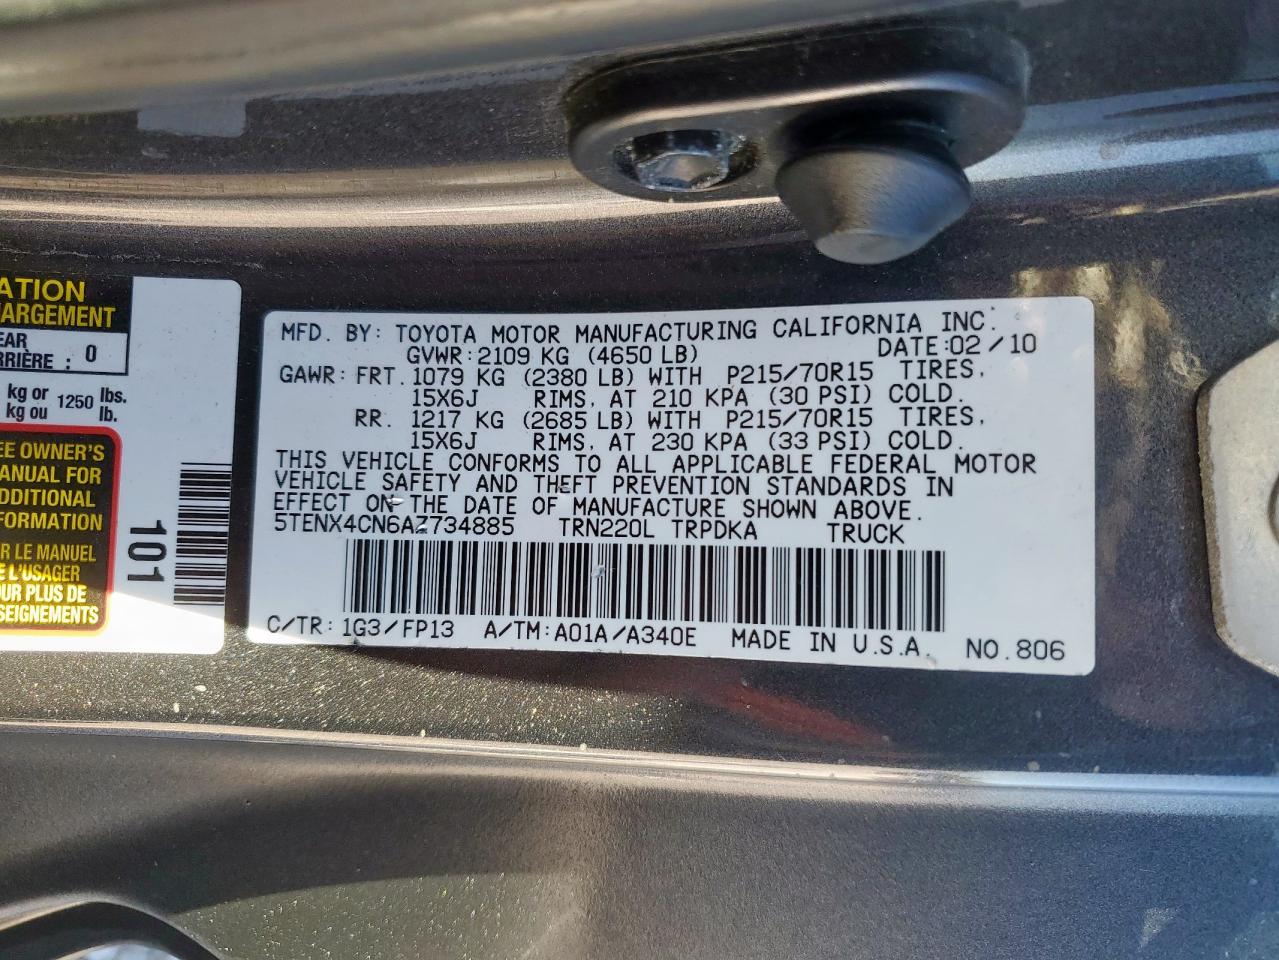 ATION
HARGEMENT
EAR
RRIÈRE : 0
kg or 1250 lbs.
kg ou lb.
EE OWNER'S
MANUAL FOR
DDITIONAL
FORMATION
R LE MANUEL
L'USAGER
UR PLUS DE
SEIGNEMENTS
101
MFD. BY: TOYOTA MOTOR MANUFACTURING CALIFORNIA INC.
GVWR: 2109 KG (4650 LB) DATE: 02/10
GAWR: FRT. 1079 KG (2380 LB) WITH P215/70R15 TIRES,
15X6J RIMS, AT 210 KPA (30 PSI) COLD.
RR. 1217 KG (2685 LB) WITH P215/70R15 TIRES,
15X6J RIMS, AT 230 KPA (33 PSI) COLD.
THIS VEHICLE CONFORMS TO ALL APPLICABLE FEDERAL MOTOR
VEHICLE SAFETY AND THEFT PREVENTION STANDARDS IN
EFFECT ON THE DATE OF MANUFACTURE SHOWN ABOVE.
5TENX4CN6AZ734885 TRN220L TRPDKA TRUCK
C/TR: 1G3/FP13 A/TM: A01A/A340E MADE IN U.S.A. NO. 806